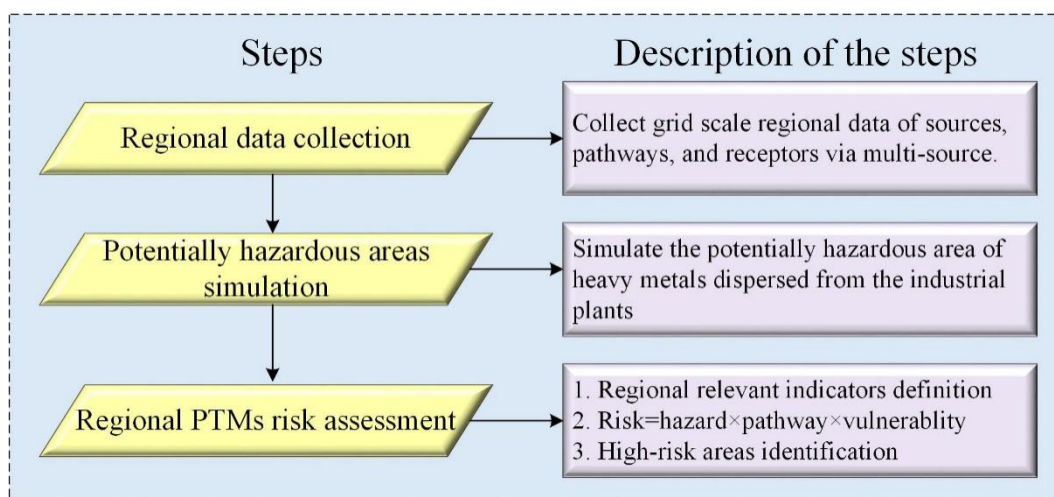 Steps
Description of the steps
Regional data collection
Collect grid scale regional data of sources,
pathways, and receptors via multi-source.
Potentially hazardous areas
simulation
Simulate the potentially hazardous area of
heavy metals dispersed from the industrial
plants
Regional PTMs risk assessment
1. Regional relevant indicators definition
2. Risk=hazard×pathway×vulnerablity
3. High-risk areas identification